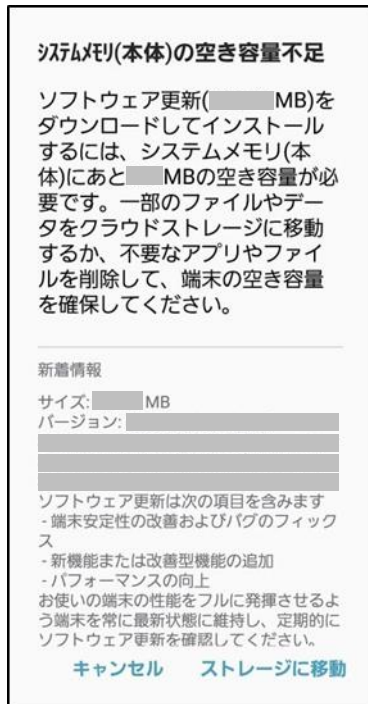 ｼｽﾃﾑﾒﾓﾘ(本体)の空き容量不足
ソフトウェア更新( MB)を
ダウンロードしてインストール
するには、システムメモリ(本
体)にあと MBの空き容量が必
要です。一部のファイルやデー
タをクラウドストレージに移動
するか、不要なアプリやファイ
ルを削除して、端末の空き容量
を確保してください。
新着情報
サイズ: MB
バージョン:
ソフトウェア更新は次の項目を含みます
- 端末安定性の改善およびバグのフィック
ス
- 新機能または改善型機能の追加
- パフォーマンスの向上
お使いの端末の性能をフルに発揮させるよ
う端末を常に最新状態に維持し、定期的に
ソフトウェア更新を確認してください。
キャンセル ストレージに移動